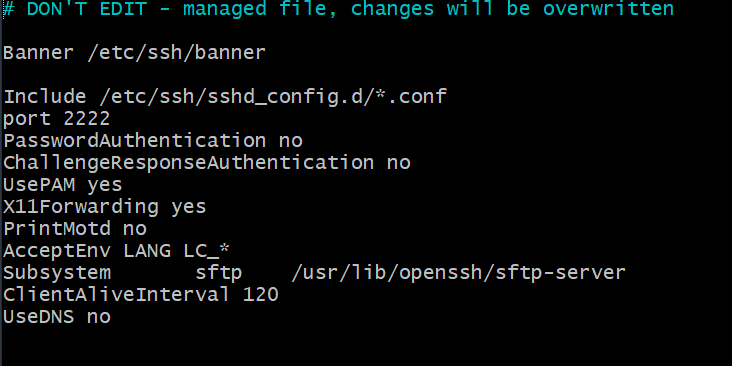 # DON'T EDIT - managed file, changes will be overwritten
Banner /etc/ssh/banner
Include /etc/ssh/sshd_config.d/*.conf
port 2222
PasswordAuthentication no
ChallengeResponseAuthentication no
UsePAM yes
X11Forwarding yes
PrintMotd no
AcceptEnv LANG LC_*
Subsystem       sftp    /usr/lib/openssh/sftp-server
ClientAliveInterval 120
UseDNS no